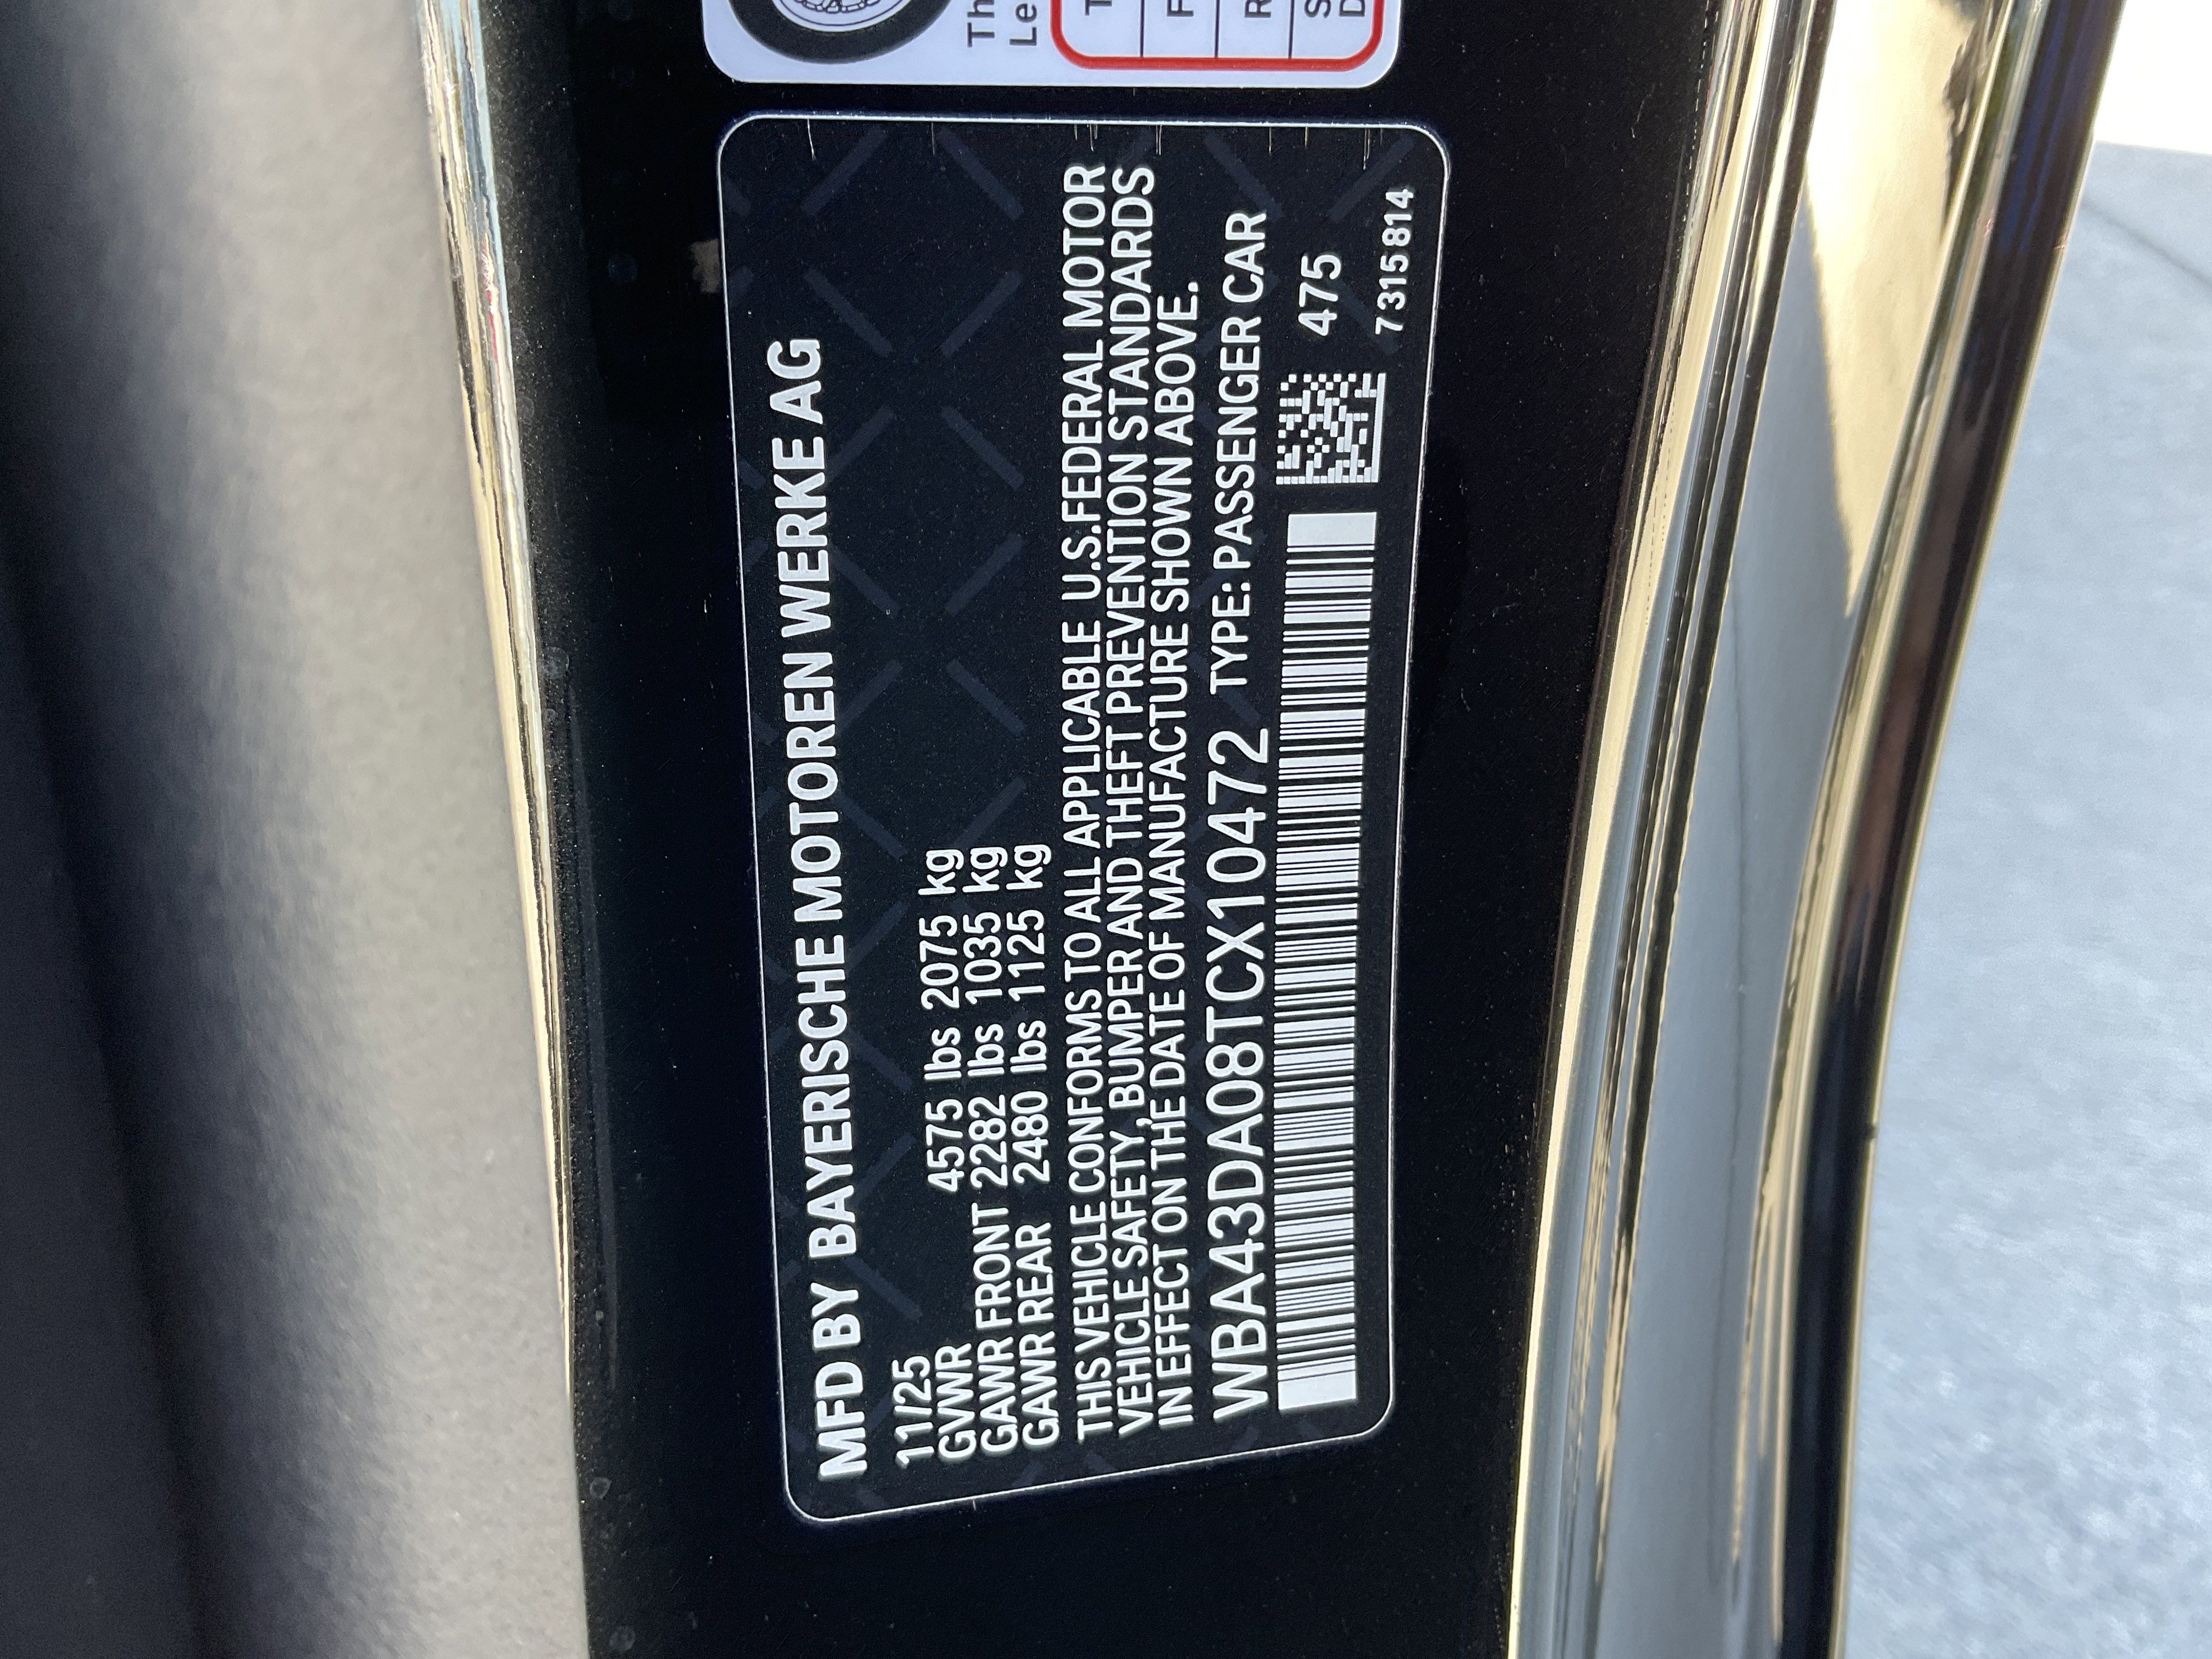 Th
Le
T
F
R
S
D
MFD BY BAYERISCHE MOTOREN WERKE AG
11/25
GVWR 4575 lbs 2075 kg
GAWR FRONT 2282 lbs 1035 kg
GAWR REAR 2480 lbs 1125 kg
THIS VEHICLE CONFORMS TO ALL APPLICABLE U.S.FEDERAL MOTOR
VEHICLE SAFETY, BUMPER AND THEFT PREVENTION STANDARDS
IN EFFECT ON THE DATE OF MANUFACTURE SHOWN ABOVE.
WBA43DA08TCX10472 TYPE: PASSENGER CAR
475
7315814